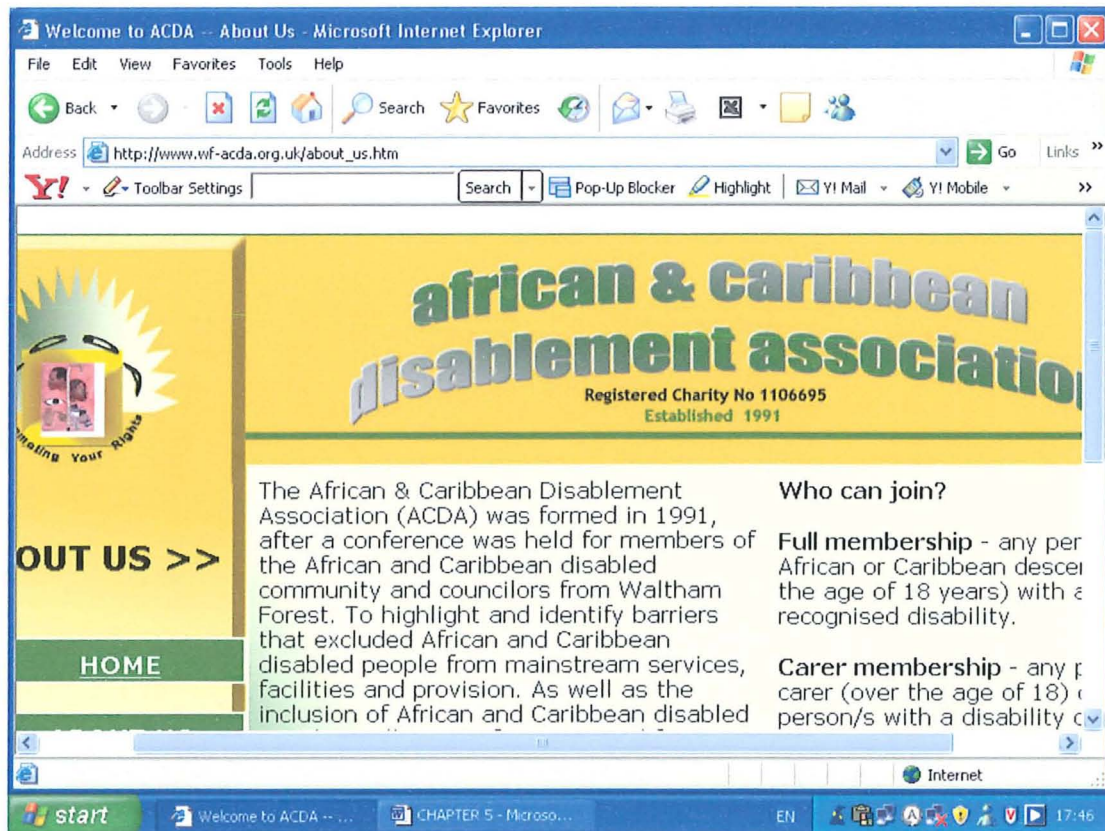 Welcome to ACDA -- About Us - Microsoft Internet Explorer
File Edit View Favorites Tools Help
Back Search Favorites
Address http://www.wf-acda.org.uk/about_us.htm Go Links »
Y! Toolbar Settings Search Pop-Up Blocker Highlight Y! Mail Y! Mobile »
african & caribbean
disablement associatio
Registered Charity No 1106695
Established 1991
moting Your Rights
OUT US >>
HOME
The African & Caribbean Disablement
Association (ACDA) was formed in 1991,
after a conference was held for members of
the African and Caribbean disabled
community and councilors from Waltham
Forest. To highlight and identify barriers
that excluded African and Caribbean
disabled people from mainstream services,
facilities and provision. As well as the
inclusion of African and Caribbean disabled
Who can join?
Full membership - any per
African or Caribbean descen
the age of 18 years) with a
recognised disability.
Carer membership - any p
carer (over the age of 18)
person/s with a disability
Internet
start Welcome to ACDA -- ... CHAPTER 5 - Microso... EN 17:46